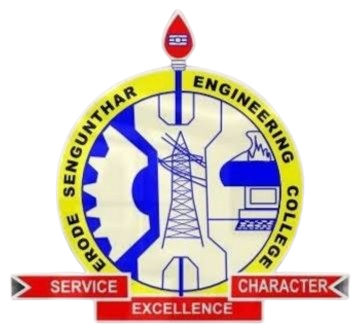 ERODE SENGUNTHAR ENGINEERING COLLEGE
SERVICE
CHARACTER
EXCELLENCE